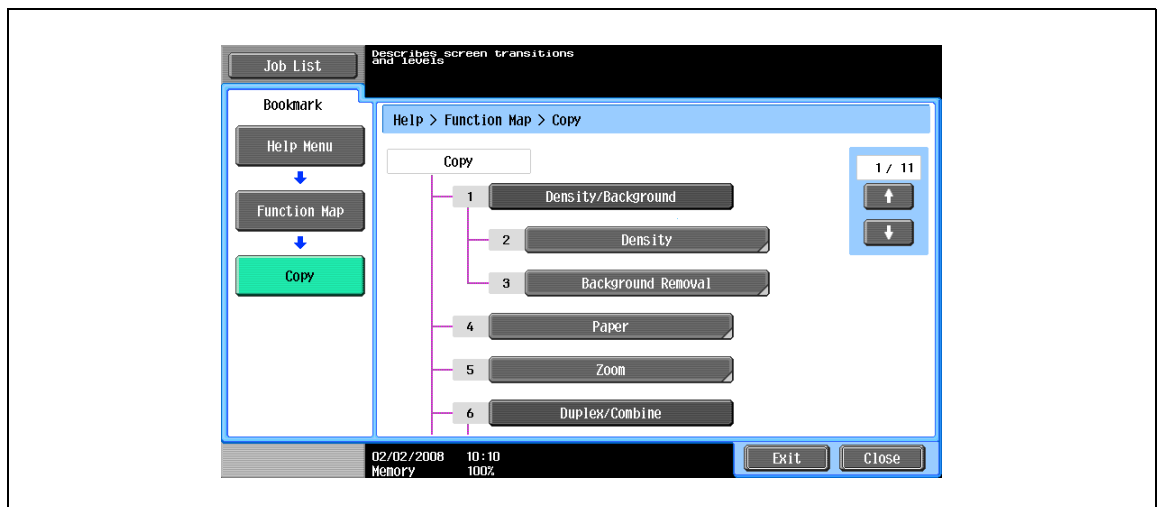 Job List
Describes screen transitions
and levels
Bookmark
Help Menu
Function Map
Copy
Help > Function Map > Copy
Copy
1 / 11
1 Density/Background
2 Density
3 Background Removal
4 Paper
5 Zoom
6 Duplex/Combine
02/02/2008 10:10
Memory 100%
Exit
Close